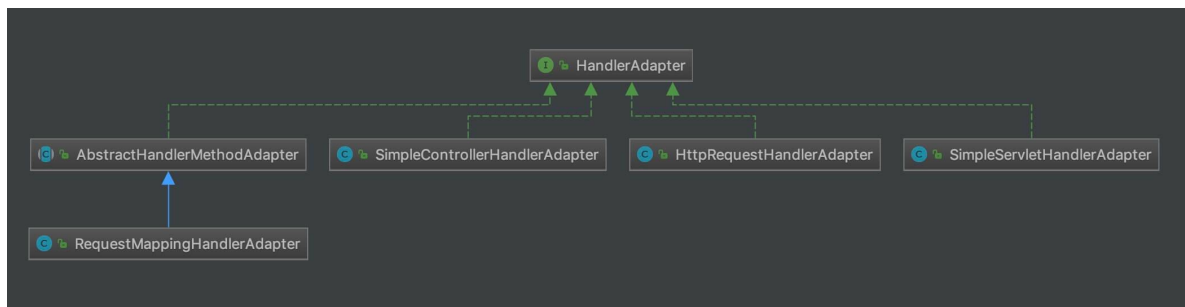 HandlerAdapter
AbstractHandlerMethodAdapter
SimpleControllerHandlerAdapter
HttpRequestHandlerAdapter
SimpleServletHandlerAdapter
RequestMappingHandlerAdapter